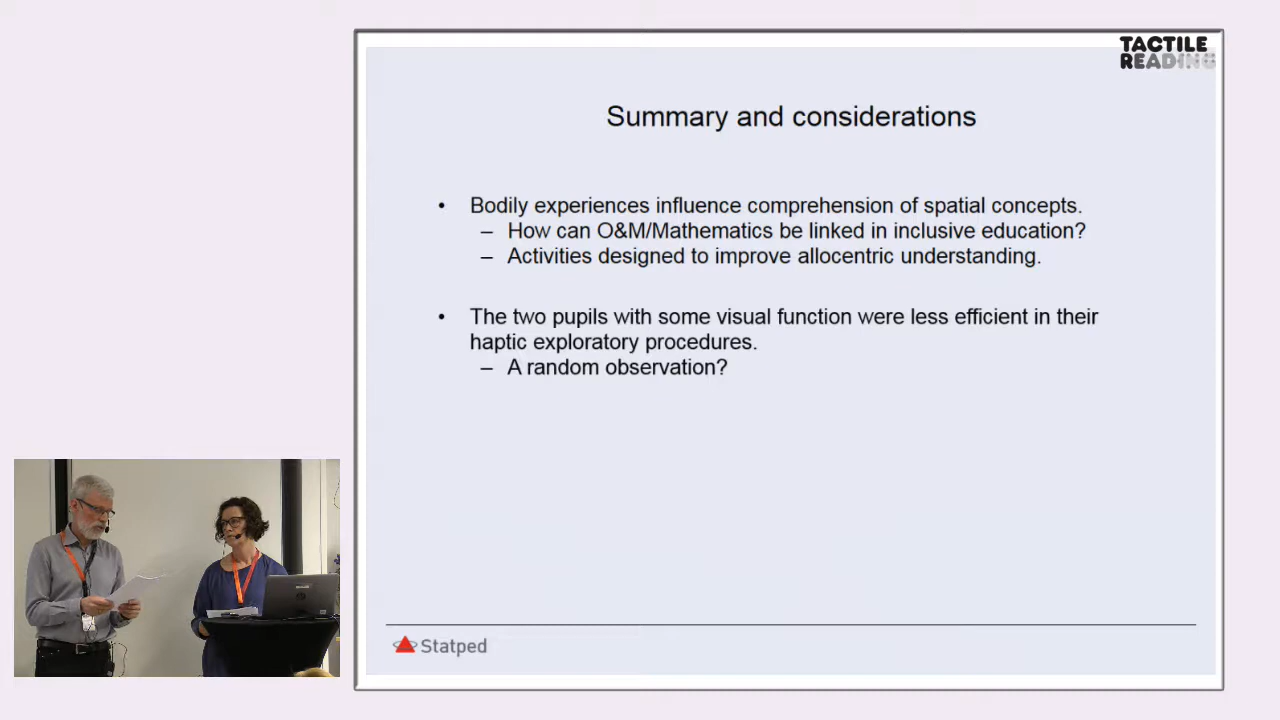 TACTILE
READING
Summary and considerations
• Bodily experiences influence comprehension of spatial concepts.
– How can O&M/Mathematics be linked in inclusive education?
– Activities designed to improve allocentric understanding.
• The two pupils with some visual function were less efficient in their
haptic exploratory procedures.
– A random observation?
Statped